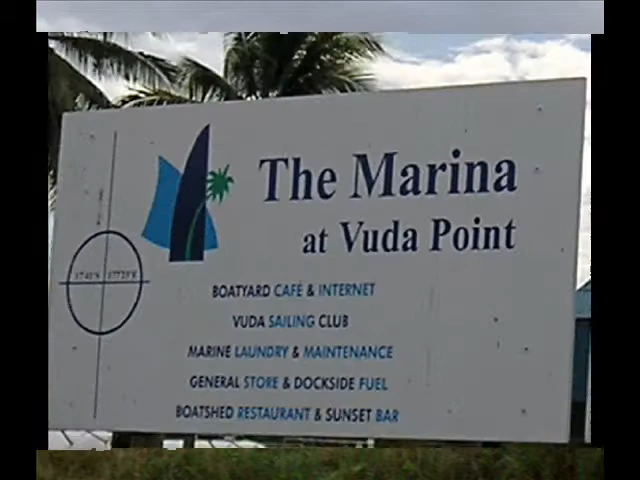 The Marina
at Vuda Point
BOATYARD CAFÉ & INTERNET
VUDA SAILING CLUB
MARINE LAUNDRY & MAINTENANCE
GENERAL STORE & DOCKSIDE FUEL
BOATSHED RESTAURANT & SUNSET BAR